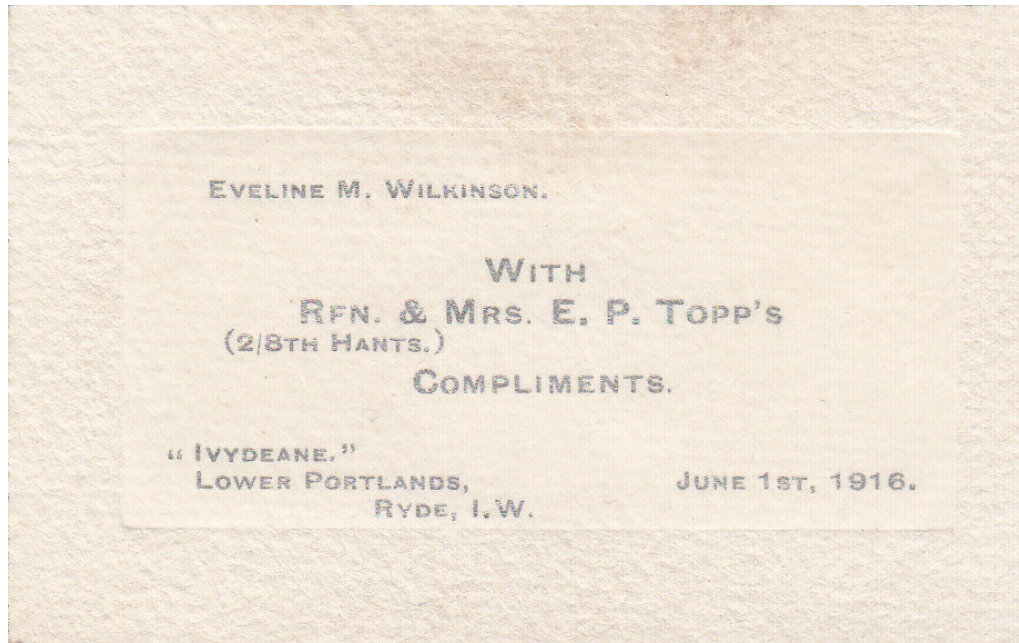 EVELINE M. WILKINSON.
WITH
RFN. & MRS. E. P. TOPP'S
(2/8TH HANTS.)
COMPLIMENTS.
"IVYDEANE."
LOWER PORTLANDS,
RYDE, I.W.
JUNE 1ST, 1916.